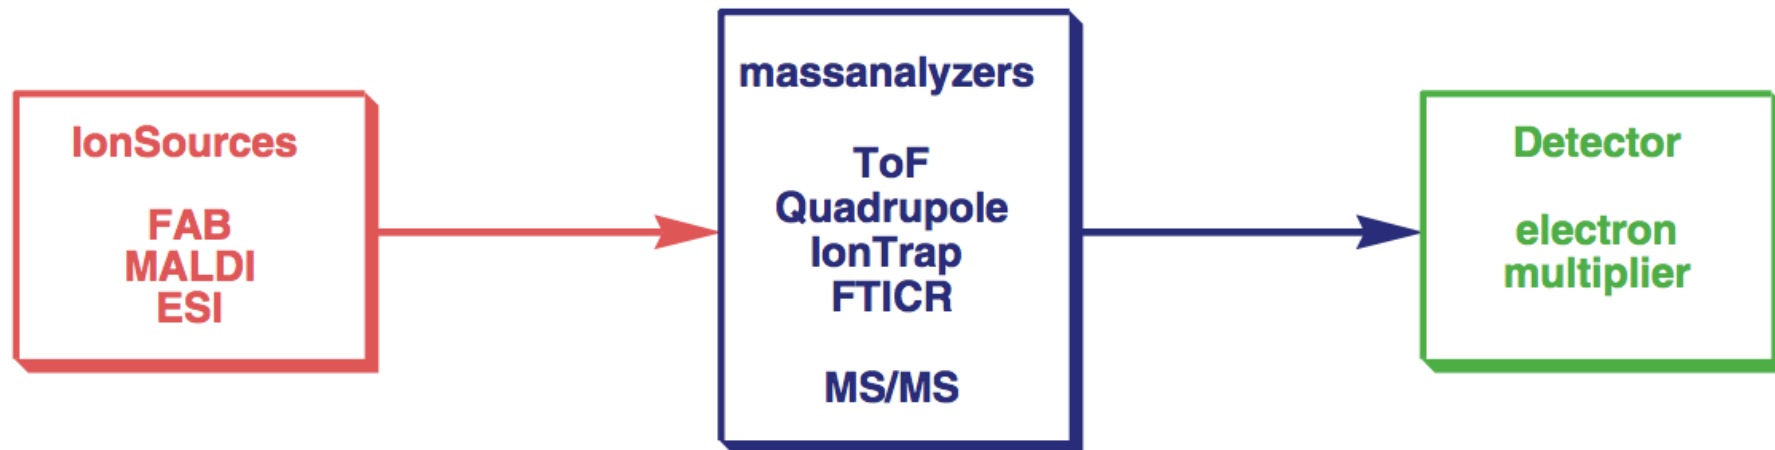 IonSources
FAB
MALDI
ESI
massanalyzers
ToF
Quadrupole
IonTrap
FTICR
MS/MS
Detector
electron
multiplier